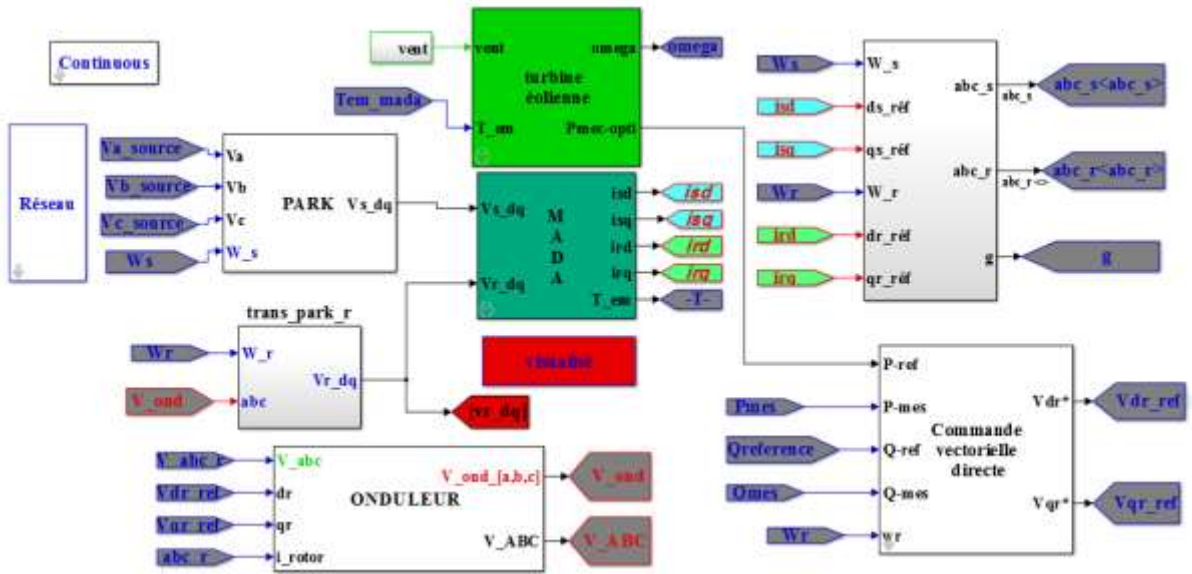 Continuous
Réseau
vent
vent
omega
omega
turbine
éolienne
Tem_mada
T_em
Pmec-opti
Va_source
Vb_source
Vc_source
Ws
Va
Vb
Vc
W_s
PARK
Vs_dq
Vs_dq
Vr_dq
M
A
D
A
isd
isq
ird
irq
T_em
isd
isq
ird
irq
-T-
trans_park_r
Wr
V_ond
W_r
abc
Vr_dq
[vr_dq]
V_abc_r
Vdr_ref
Vqr_ref
abc_r
V_abc
dr
qr
i_rotor
ONDULEUR
V_ond_[a,b,c]
V_ABC
V_ond
V_ABC
Ws
isd
isq
Wr
ird
irq
W_s
ds_réf
qs_réf
W_r
dr_réf
qr_réf
abc_s
abc_r
g
abc_s
abc_r<>
abc_s<abc_s>
abc_r<abc_r>
g
Pmes
Qreference
Qmes
Wr
P-ref
P-mes
Q-ref
Q-mes
wr
Commande
vectorielle
directe
Vdr*
Vqr*
Vdr_ref
Vqr_ref